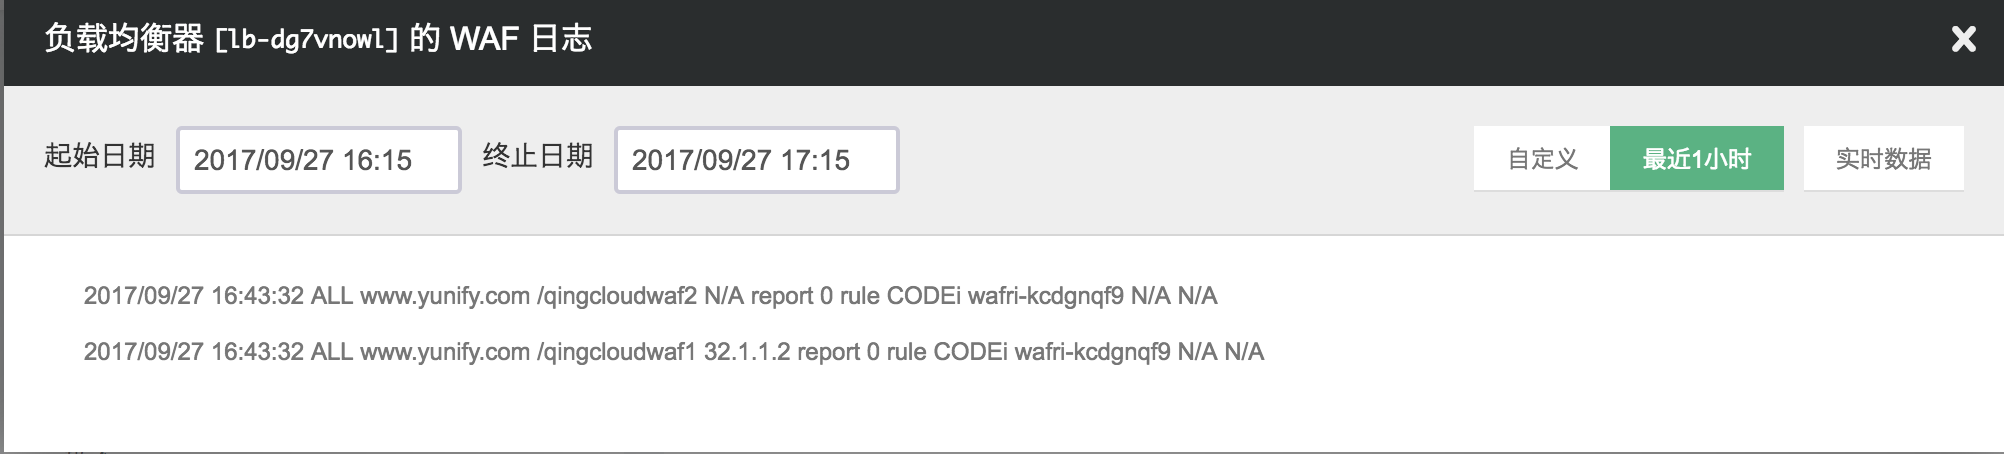 负载均衡器 [lb-dg7vnowl] 的 WAF 日志
起始日期 2017/09/27 16:15 终止日期 2017/09/27 17:15 自定义 最近1小时 实时数据
2017/09/27 16:43:32 ALL www.yunify.com /qingcloudwaf2 N/A report 0 rule CODEi wafri-kcdgnqf9 N/A N/A
2017/09/27 16:43:32 ALL www.yunify.com /qingcloudwaf1 32.1.1.2 report 0 rule CODEi wafri-kcdgnqf9 N/A N/A